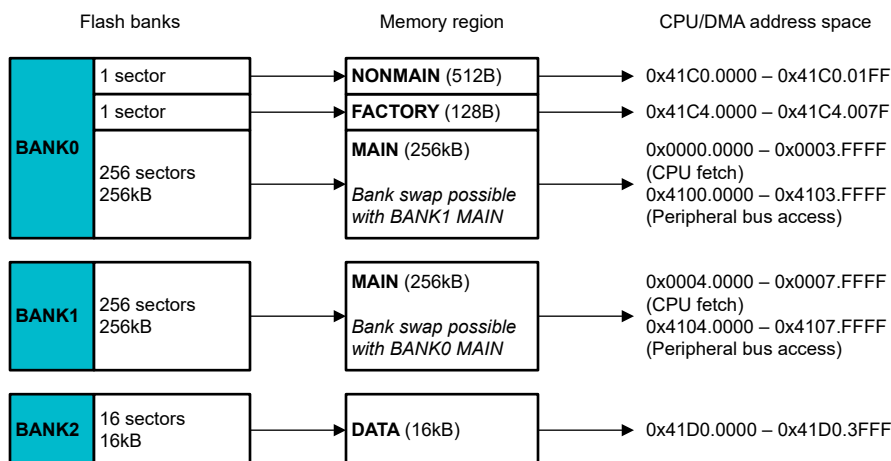 Flash banks Memory region CPU/DMA address space
BANK0
1 sector NONMAIN (512B) 0x41C0.0000 – 0x41C0.01FF
1 sector FACTORY (128B) 0x41C4.0000 – 0x41C4.007F
256 sectors
256kB
MAIN (256kB)
Bank swap possible
with BANK1 MAIN
0x0000.0000 – 0x0003.FFFF
(CPU fetch)
0x4100.0000 – 0x4103.FFFF
(Peripheral bus access)
BANK1
256 sectors
256kB
MAIN (256kB)
Bank swap possible
with BANK0 MAIN
0x0004.0000 – 0x0007.FFFF
(CPU fetch)
0x4104.0000 – 0x4107.FFFF
(Peripheral bus access)
BANK2
16 sectors
16kB
DATA (16kB)
0x41D0.0000 – 0x41D0.3FFF